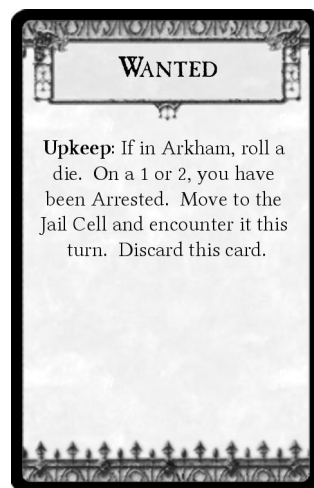 WANTED
Upkeep: If in Arkham, roll a
die.  On a 1 or 2, you have
been Arrested.  Move to the
Jail Cell and encounter it this
turn.  Discard this card.